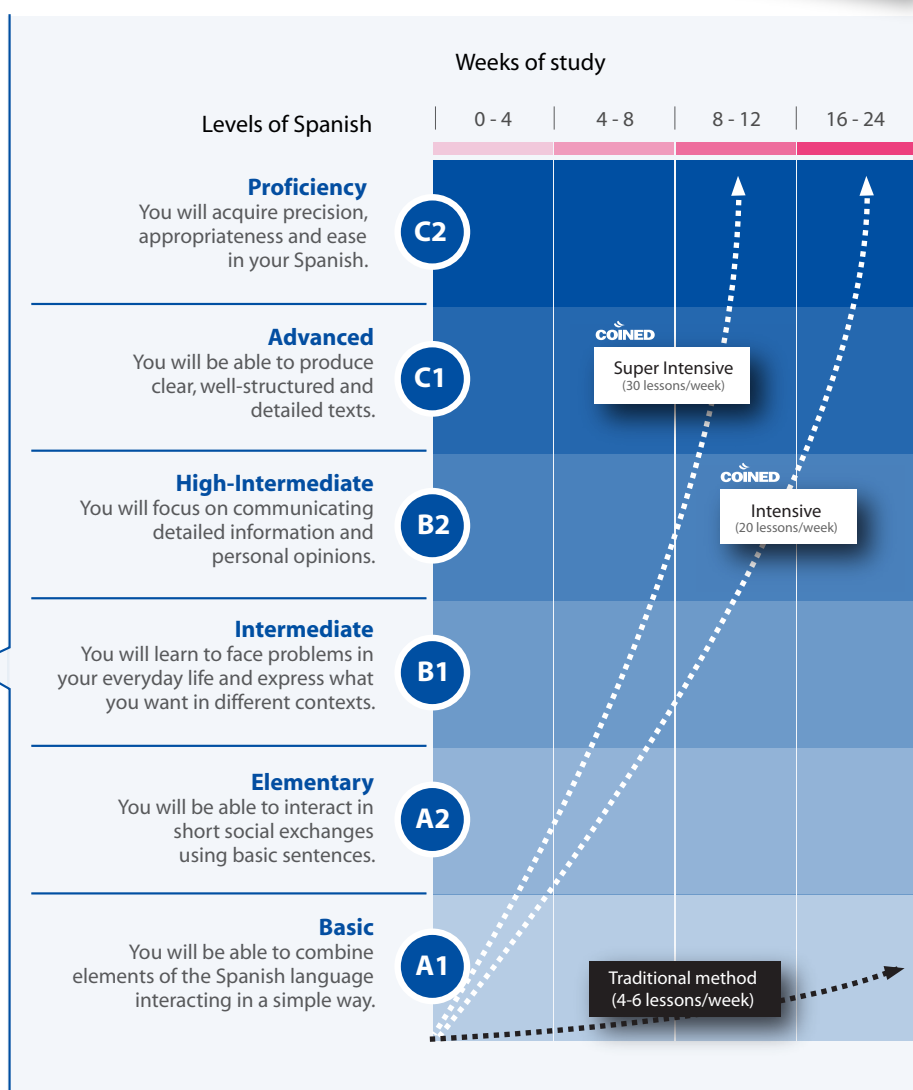 Weeks of study
Levels of Spanish
0 - 4
4 - 8
8 - 12
16 - 24
Proficiency
You will acquire precision,
appropriateness and ease
in your Spanish.
C2
Advanced
You will be able to produce
clear, well-structured and
detailed texts.
C1
COINED
Super Intensive
(30 lessons/week)
High-Intermediate
You will focus on communicating
detailed information and
personal opinions.
B2
COINED
Intensive
(20 lessons/week)
Intermediate
You will learn to face problems in
your everyday life and express what
you want in different contexts.
B1
Elementary
You will be able to interact in
short social exchanges
using basic sentences.
A2
Basic
You will be able to combine
elements of the Spanish language
interacting in a simple way.
A1
Traditional method
(4-6 lessons/week)